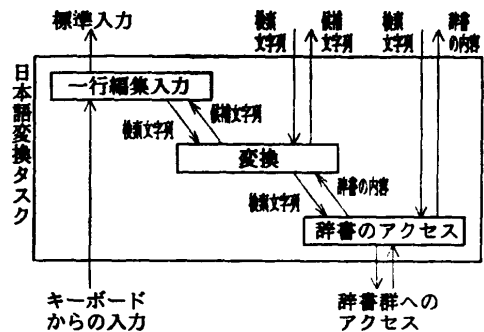 標準入力
検索
文字列
候補
文字列
検索
文字列
辞書
の内容
日本語変換タスク
一行編集入力
検索文字列
候補文字列
変換
検索文字列
辞書の内容
辞書のアクセス
キーボード
からの入力
辞書群への
アクセス